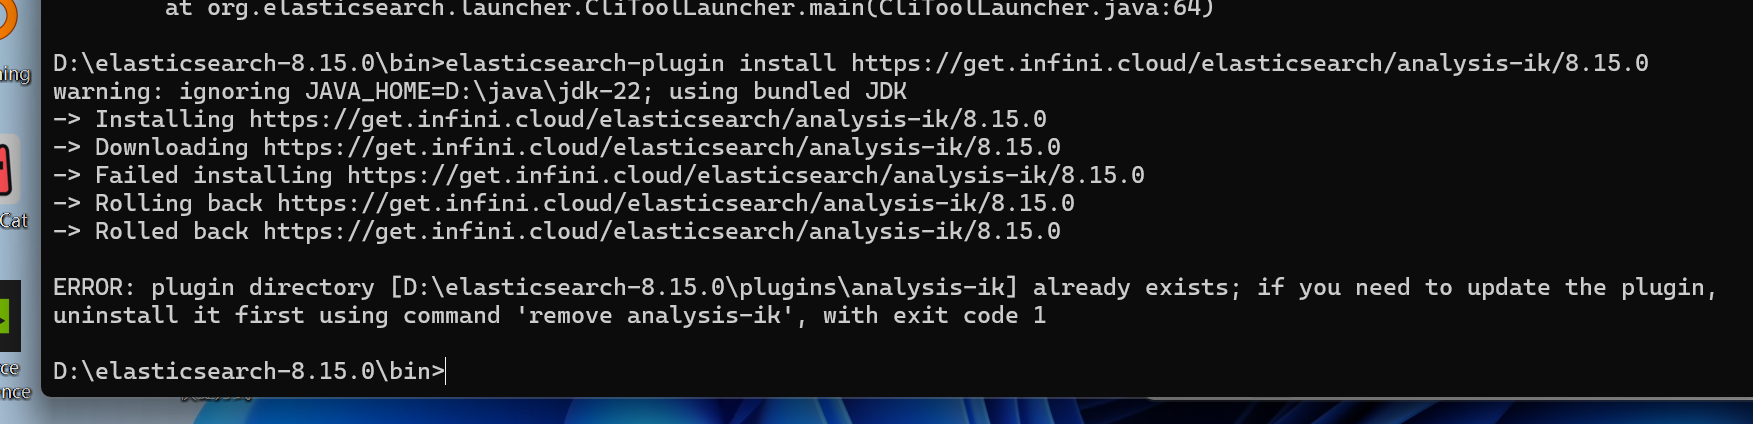 at org.elasticsearch.launcher.CliToolLauncher.main(CliToolLauncher.java:64)
D:\elasticsearch-8.15.0\bin>elasticsearch-plugin install https://get.infini.cloud/elasticsearch/analysis-ik/8.15.0
warning: ignoring JAVA_HOME=D:\java\jdk-22; using bundled JDK
-> Installing https://get.infini.cloud/elasticsearch/analysis-ik/8.15.0
-> Downloading https://get.infini.cloud/elasticsearch/analysis-ik/8.15.0
-> Failed installing https://get.infini.cloud/elasticsearch/analysis-ik/8.15.0
-> Rolling back https://get.infini.cloud/elasticsearch/analysis-ik/8.15.0
-> Rolled back https://get.infini.cloud/elasticsearch/analysis-ik/8.15.0
ERROR: plugin directory [D:\elasticsearch-8.15.0\plugins\analysis-ik] already exists; if you need to update the plugin,
uninstall it first using command 'remove analysis-ik', with exit code 1
D:\elasticsearch-8.15.0\bin>
ing
Cat
ce
nce